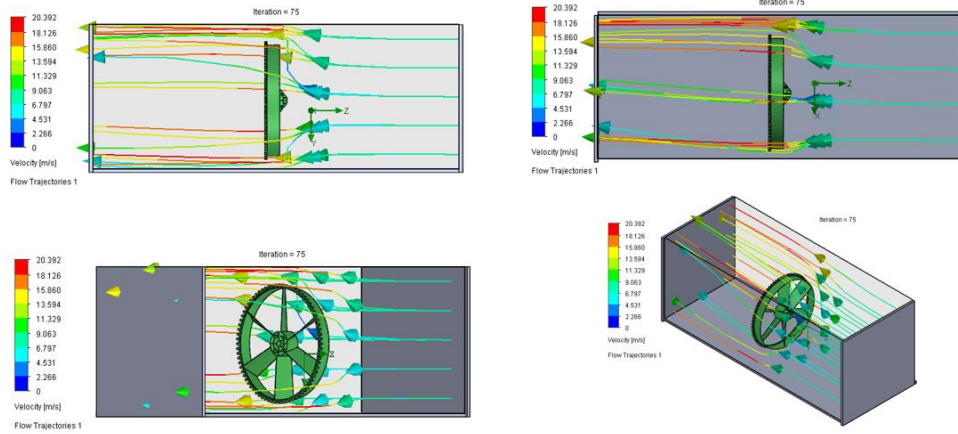 Iteration = 75
20.392
18.126
15.860
13.594
11.329
9.063
6.797
4.531
2.266
0
Velocity [m/s]
Flow Trajectories 1
Z
Y
Iteration = 75
20.392
18.126
15.860
13.594
11.329
9.063
6.797
4.531
2.266
0
Velocity [m/s]
Flow Trajectories 1
Z
X
Iteration = 75
20.392
18.126
15.860
13.594
11.329
9.063
6.797
4.531
2.266
0
Velocity [m/s]
Flow Trajectories 1
Z
Iteration = 75
20.392
18.126
15.860
13.594
11.329
9.063
6.797
4.531
2.266
0
Velocity [m/s]
Flow Trajectories 1